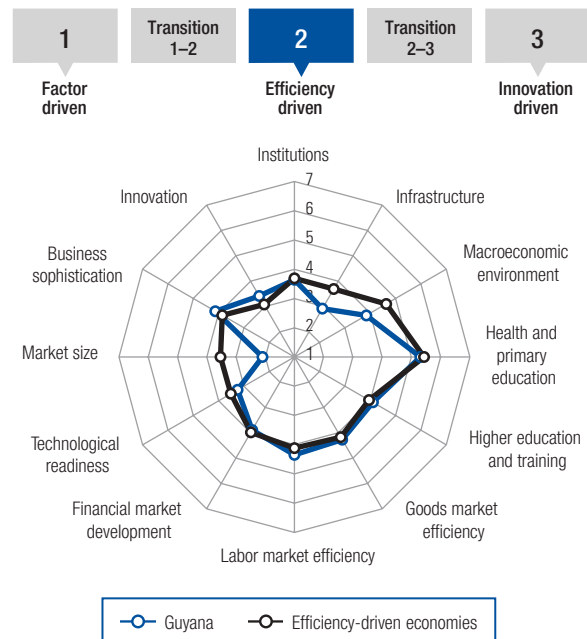 1
Transition
1–2
2
Transition
2–3
3
Factor
driven
Efficiency
driven
Innovation
driven
Institutions
Innovation
Infrastructure
Business
sophistication
Macroeconomic
environment
Market size
Health and
primary
education
Technological
readiness
Higher education
and training
Financial market
development
Goods market
efficiency
Labor market efficiency
7
6
5
4
3
2
1
Guyana
Efficiency-driven economies